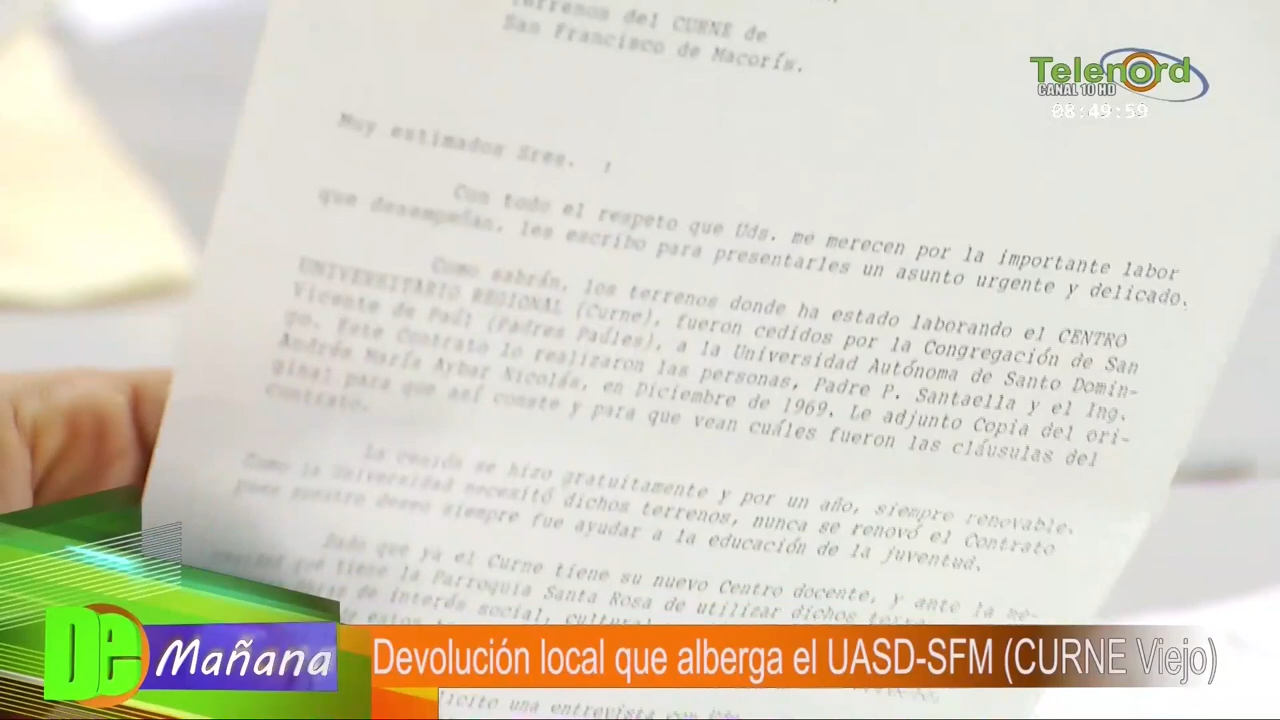 terrenos del CURNE de
San Francisco de Macorís.
Telenord
CANAL 10 HD
08:49:59
Muy estimados Sres. ,
Con todo el respeto que Uds. me merecen por la importante labor
que desempeñan, les escribo para presentarles un asunto urgente y delicado.
Como sabrán, los terrenos donde ha estado laborando el CENTRO
UNIVERSITARIO REGIONAL (Curne), fueron cedidos por la Congregación de San
Vicente de Paúl (Padres Paúles), a la Universidad Autónoma de Santo Domin-
go. Este Contrato lo realizaron las personas, Padre P. Santaella y el Ing.
Andrés María Aybar Nicolás, en Diciembre de 1969. Le adjunto Copia del ori-
ginal para que así conste y para que vean cuáles fueron las cláusulas del
contrato.
La cesión se hizo gratuitamente y por un año, siempre renovable.
Como la Universidad necesitó dichos terrenos, nunca se renovó el Contrato
pues nuestro deseo siempre fue ayudar a la educación de la juventud.
Dado que ya el Curne tiene su nuevo Centro docente, y ante la ne-
que tiene la Parroquia Santa Rosa de utilizar dichos
de interés social, cultural
De Mañana
Devolución local que alberga el UASD-SFM (CURNE Viejo)
una entrevista con